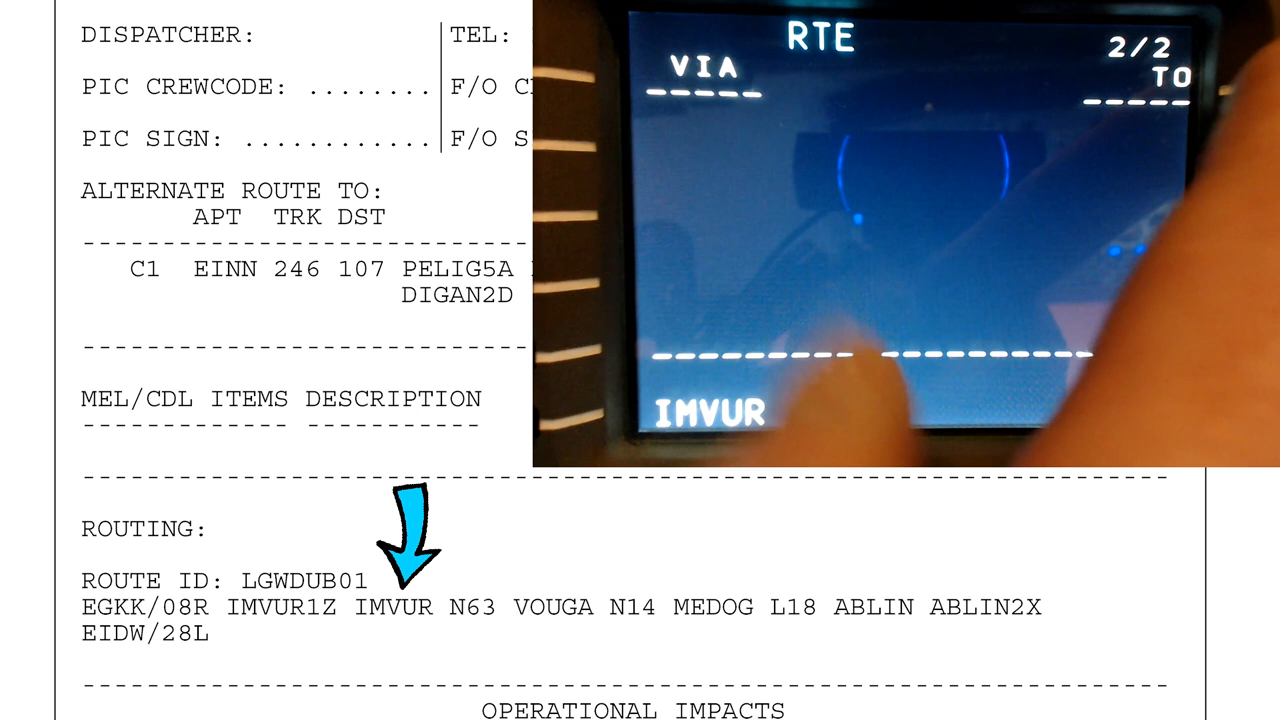 DISPATCHER:
TEL:
PIC CREWCODE: ........
F/O C
PIC SIGN: ............
F/O S
ALTERNATE ROUTE TO:
APT TRK DST
C1 EINN 246 107 PELIG5A
DIGAN2D
MEL/CDL ITEMS DESCRIPTION
ROUTING:
ROUTE ID: LGWDUB01
EGKK/08R IMVUR1Z IMVUR N63 VOUGA N14 MEDOG L18 ABLIN ABLIN2X
EIDW/28L
OPERATIONAL IMPACTS
RTE
2/2
VIA
TO
IMVUR